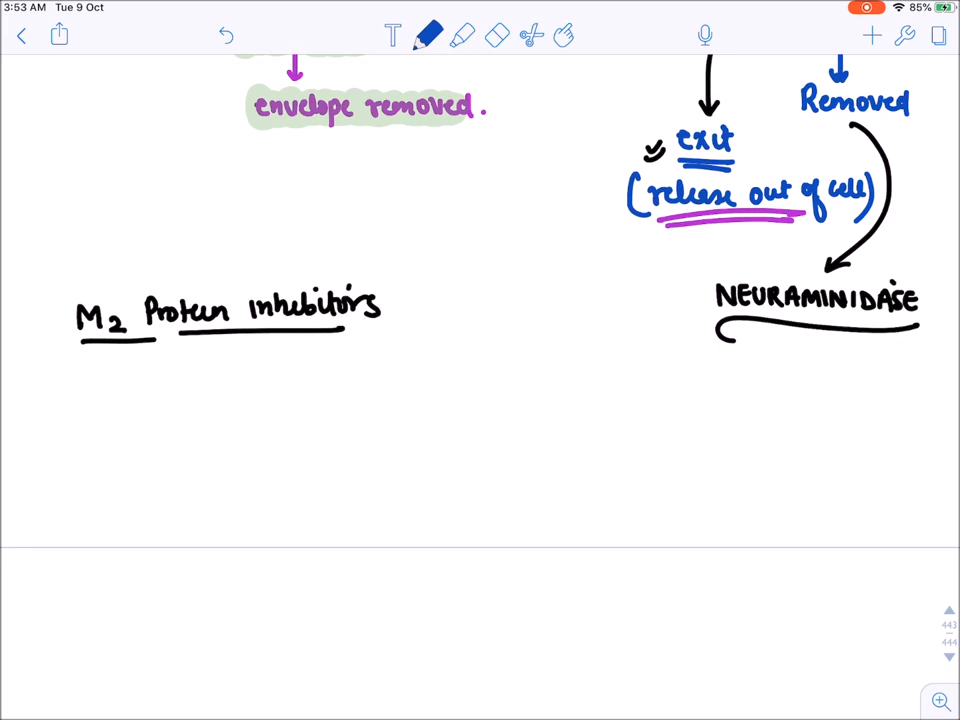 3:53 AM Tue 9 Oct
85%
T
envelope removed.
Removed
exit
(release out of cell)
NEURAMINIDASE
M2 Protein Inhibitors
443
444